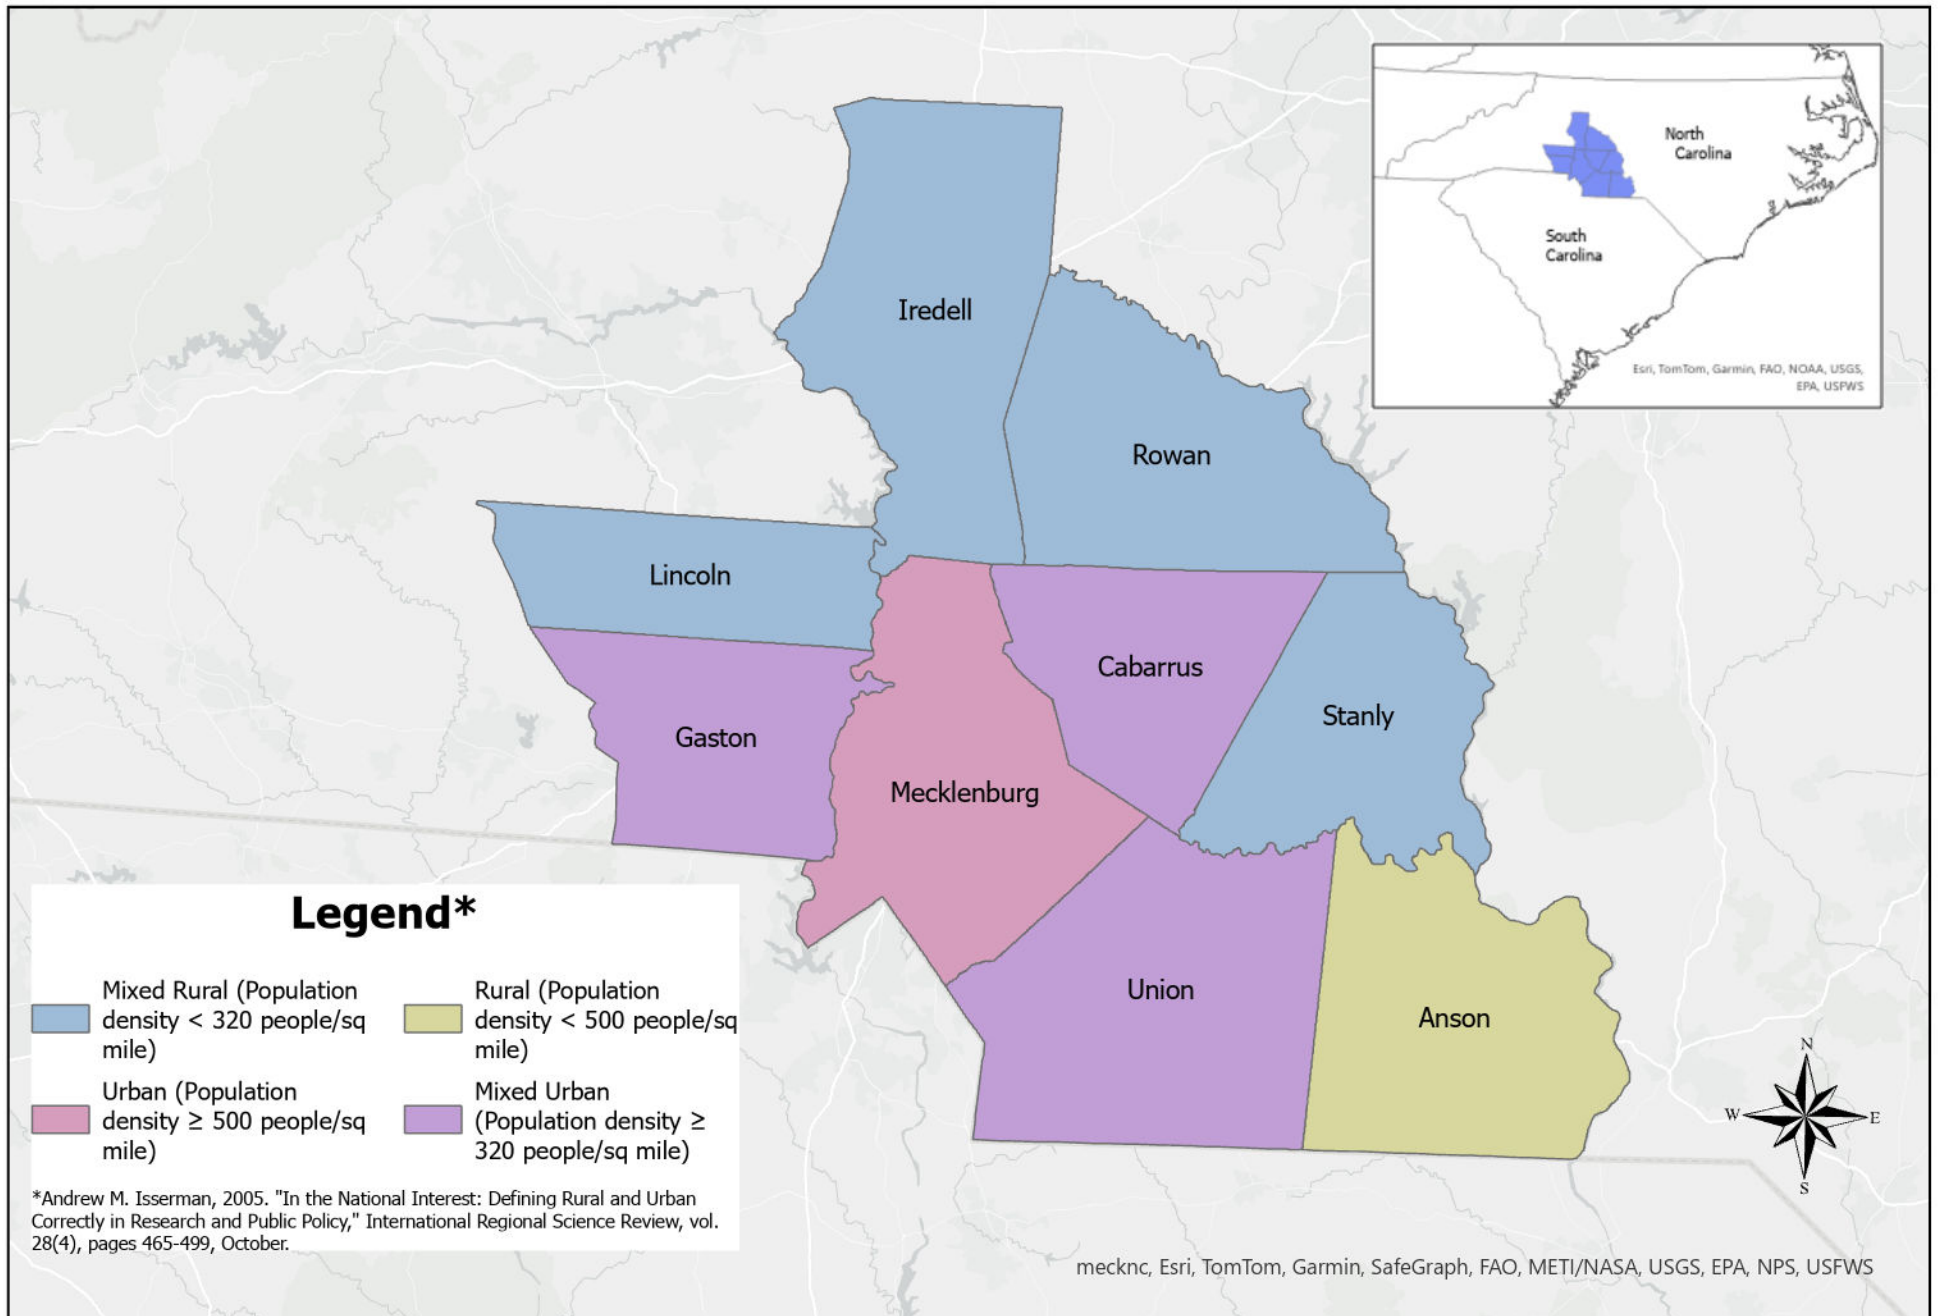 North
Carolina
South
Carolina
Esri, TomTom, Garmin, FAO, NOAA, USGS,
EPA, USFWS
Iredell
Rowan
Lincoln
Cabarrus
Stanly
Gaston
Mecklenburg
Union
Anson
Legend*
Mixed Rural (Population
density < 320 people/sq
mile)
Rural (Population
density < 500 people/sq
mile)
Urban (Population
density ≥ 500 people/sq
mile)
Mixed Urban
(Population density ≥
320 people/sq mile)
*Andrew M. Isserman, 2005. "In the National Interest: Defining Rural and Urban
Correctly in Research and Public Policy," International Regional Science Review, vol.
28(4), pages 465-499, October.
N
W
E
S
mecknc, Esri, TomTom, Garmin, SafeGraph, FAO, METI/NASA, USGS, EPA, NPS, USFWS